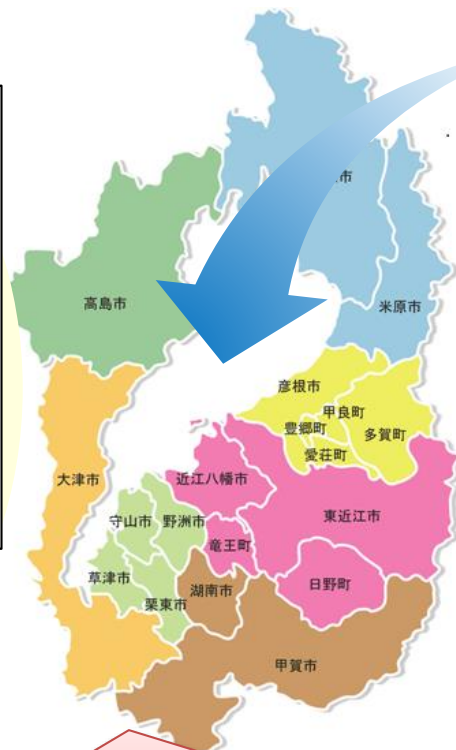 市
米原市
高島市
彦根市
甲良町
豊郷町
多賀町
愛荘町
大津市
近江八幡市
守山市
野洲市
東近江市
竜王町
草津市
湖南市
日野町
栗東市
甲賀市